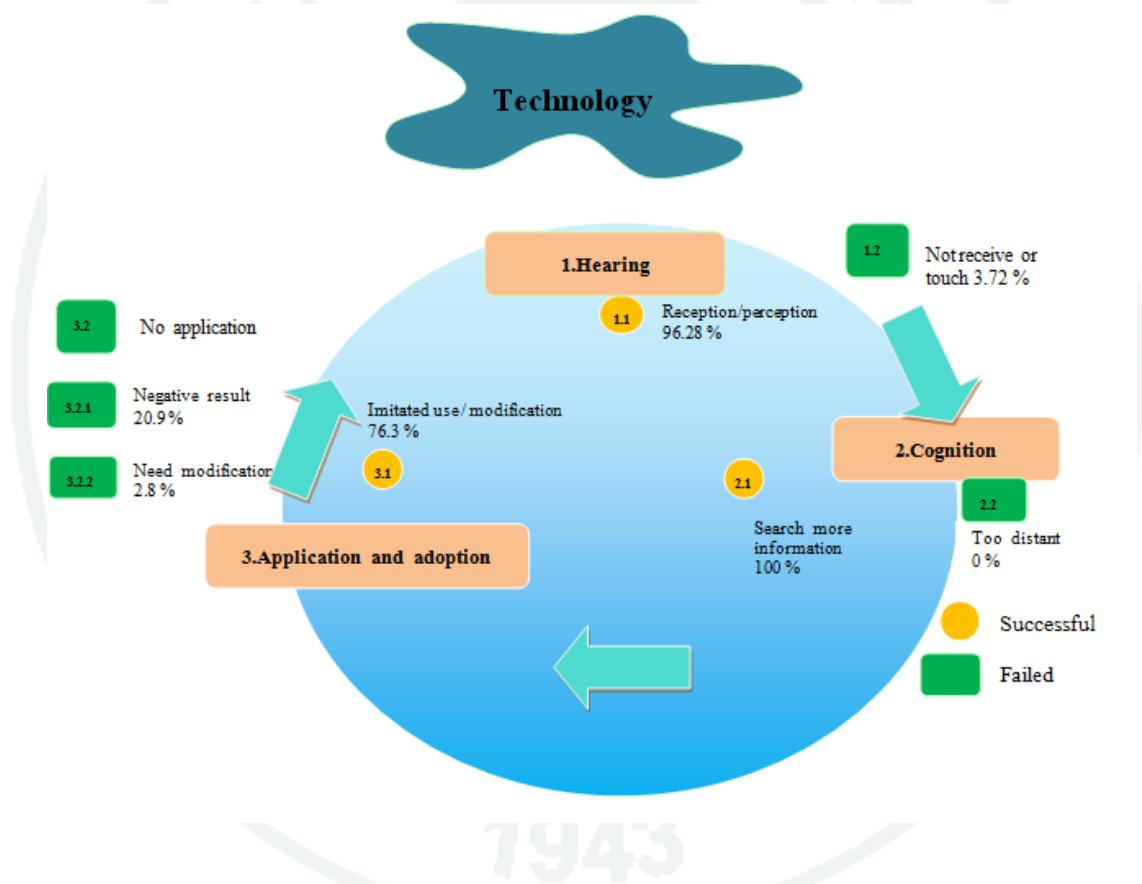 Technology
1.Hearing
1.1
Reception/perception
96.28 %
1.2
Not receive or
touch 3.72 %
2.Cognition
2.1
Search more
information
100 %
2.2
Too distant
0 %
3.Application and adoption
3.1
Imitated use/ modification
76.3 %
3.2
No application
3.2.1
Negative result
20.9%
3.2.2
Need modification
2.8 %
Successful
Failed
1943